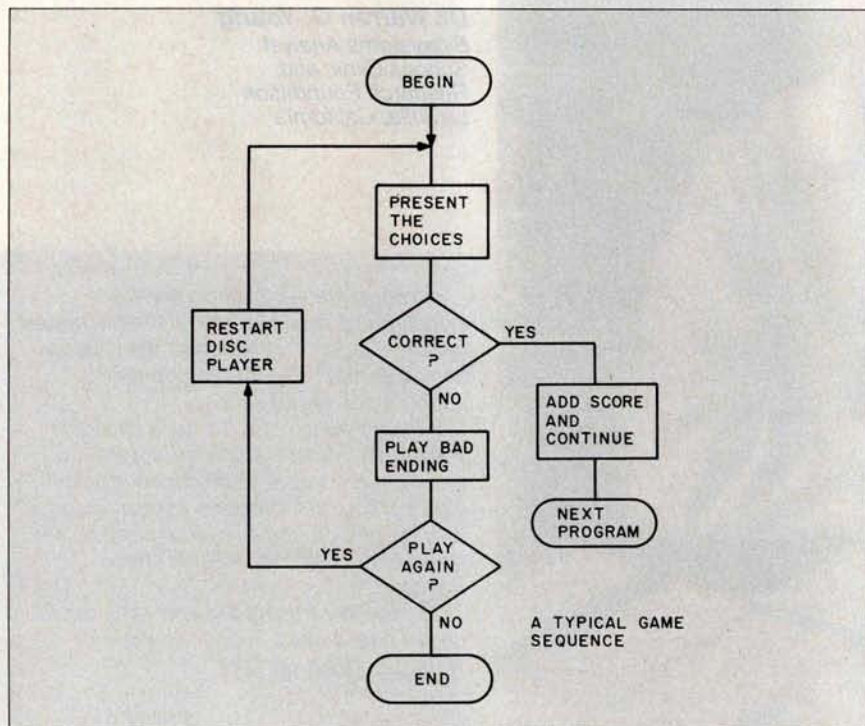 BEGIN
PRESENT
THE
CHOICES
RESTART
DISC
PLAYER
CORRECT
?
YES
NO
ADD SCORE
AND
CONTINUE
PLAY BAD
ENDING
NEXT
PROGRAM
YES
PLAY
AGAIN
?
NO
A TYPICAL GAME
SEQUENCE
END